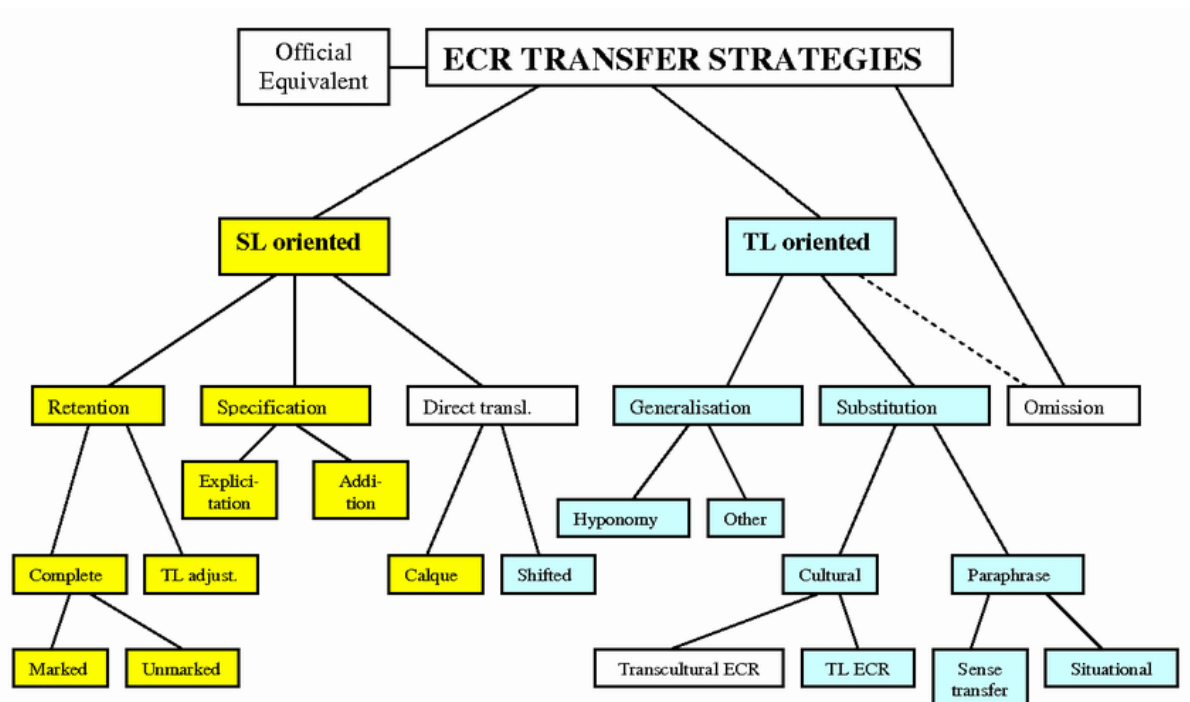 Official
Equivalent
ECR TRANSFER STRATEGIES
SL oriented
TL oriented
Retention
Specification
Direct transl.
Generalisation
Substitution
Omission
Explici-
tation
Addi-
tion
Hyponomy
Other
Complete
TL adjust.
Calque
Shifted
Cultural
Paraphrase
Marked
Unmarked
Transcultural ECR
TL ECR
Sense
transfer
Situational